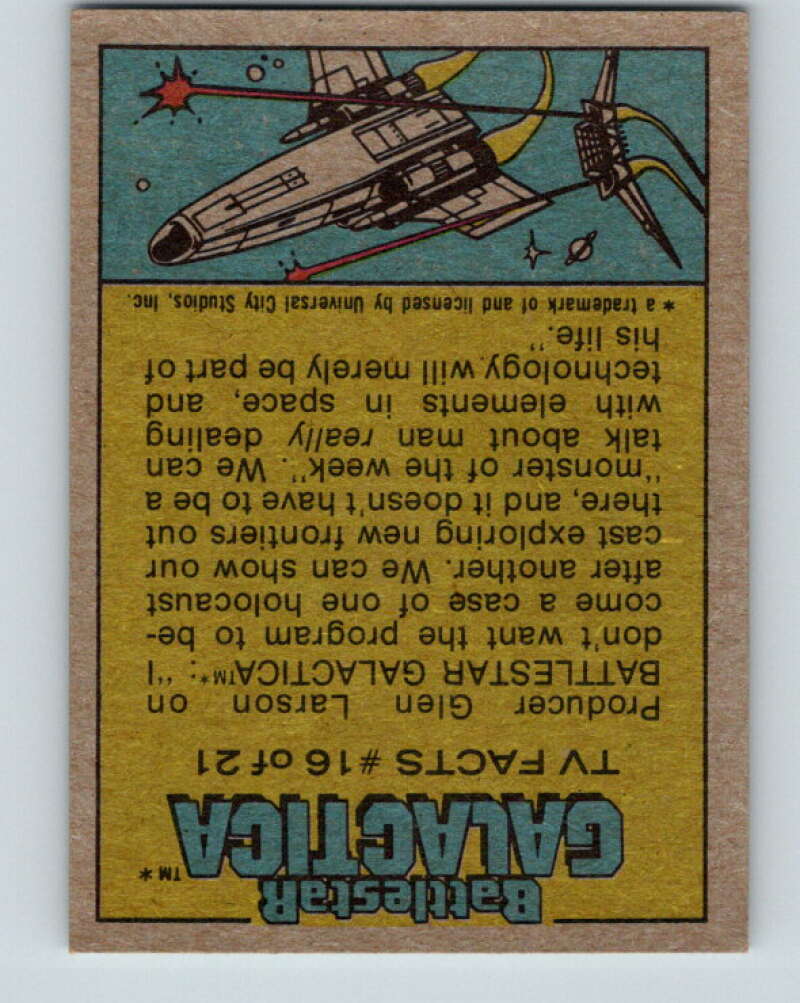 BattlestaR
GALACTICA™*
TV FACTS #16 of 21
Producer Glen Larson on
BATTLESTAR GALACTICA™*: "I
don't want the program to be-
come a case of one holocaust
after another. We can show our
cast exploring new frontiers out
there, and it doesn't have to be a
"monster of the week". We can
talk about man really dealing
with elements in space, and
technology will merely be part of
his life."
* a trademark of and licensed by Universal City Studios, Inc.